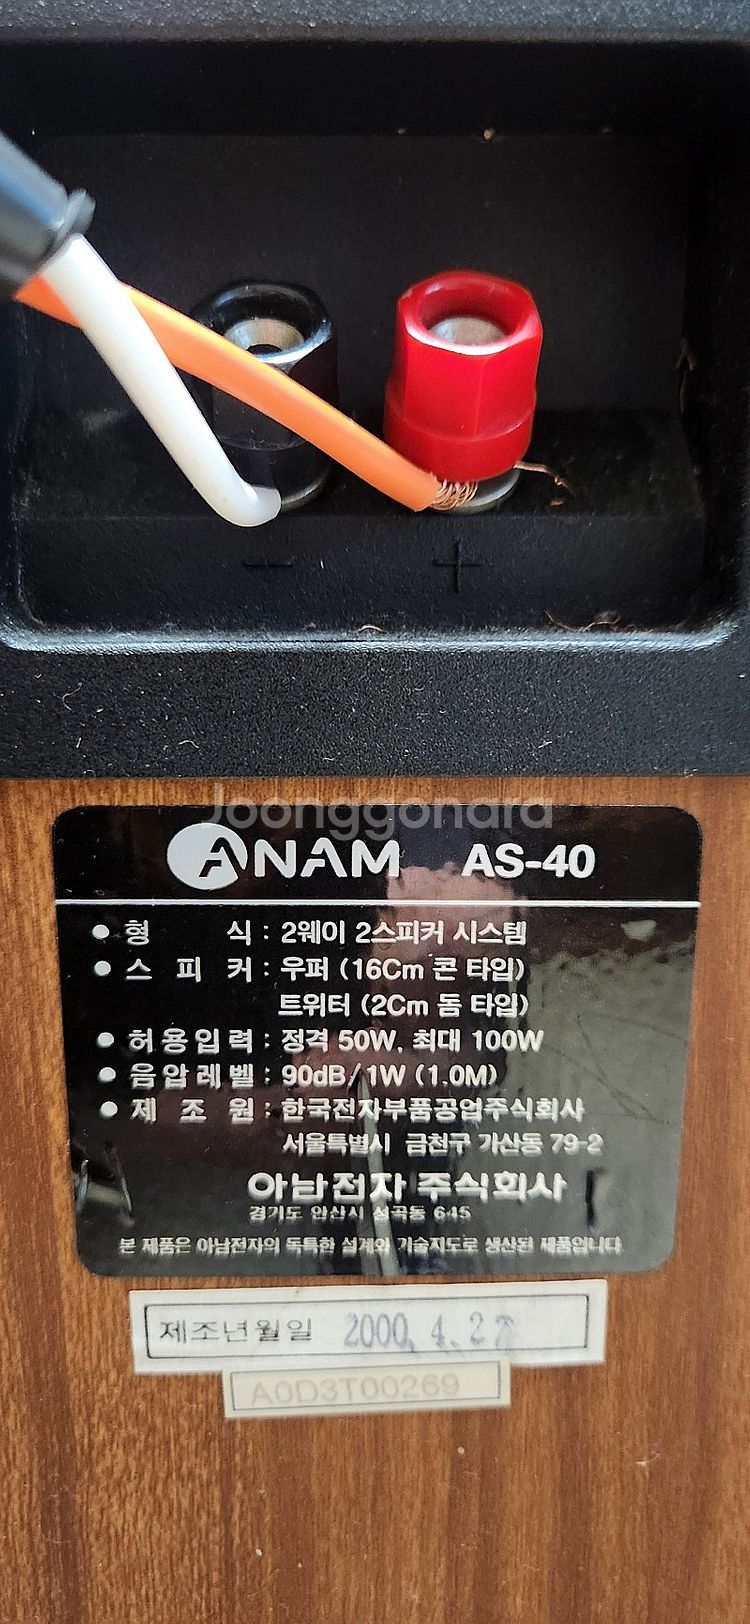 − +
Joonggonara
ANAM AS-40
● 형 식 : 2웨이 2스피커 시스템
● 스 피 커 : 우퍼 (16Cm 콘 타입)
트위터 (2Cm 돔 타입)
● 허용입력 : 정격 50W, 최대 100W
● 음압레벨 : 90dB/1W (1.0M)
● 제 조 원 : 한국전자부품공업주식회사
서울특별시 금천구 가산동 79-2
아남전자 주식회사
경기도 안산시 성곡동 645
본 제품은 아남전자의 독특한 설계와 기술지도로 생산된 제품입니다
제조년월일 2000. 4. 27
A0D3T00269